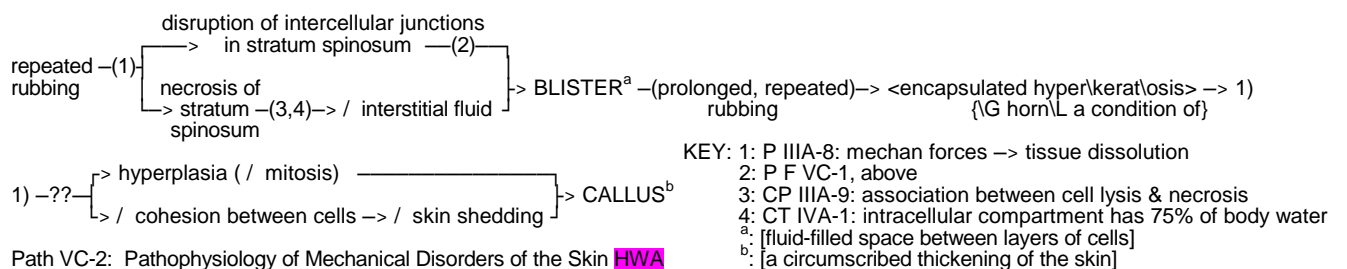 disruption of intercellular junctions
in stratum spinosum —(2)—
repeated –(1)–
rubbing
necrosis of
–> stratum –(3,4)–> / interstitial fluid
spinosum
–> BLISTERa –(prolonged, repeated)–> <encapsulated hyper\kerat\osis> –> 1)
rubbing {\G horn\L a condition of}
1) –??–
–> hyperplasia ( / mitosis)
–> / cohesion between cells –> / skin shedding
–> CALLUSb
KEY: 1: P IIIA-8: mechan forces –> tissue dissolution
2: P F VC-1, above
3: CP IIIA-9: association between cell lysis & necrosis
4: CT IVA-1: intracellular compartment has 75% of body water
a: [fluid-filled space between layers of cells]
b: [a circumscribed thickening of the skin]
Path VC-2: Pathophysiology of Mechanical Disorders of the Skin HWA